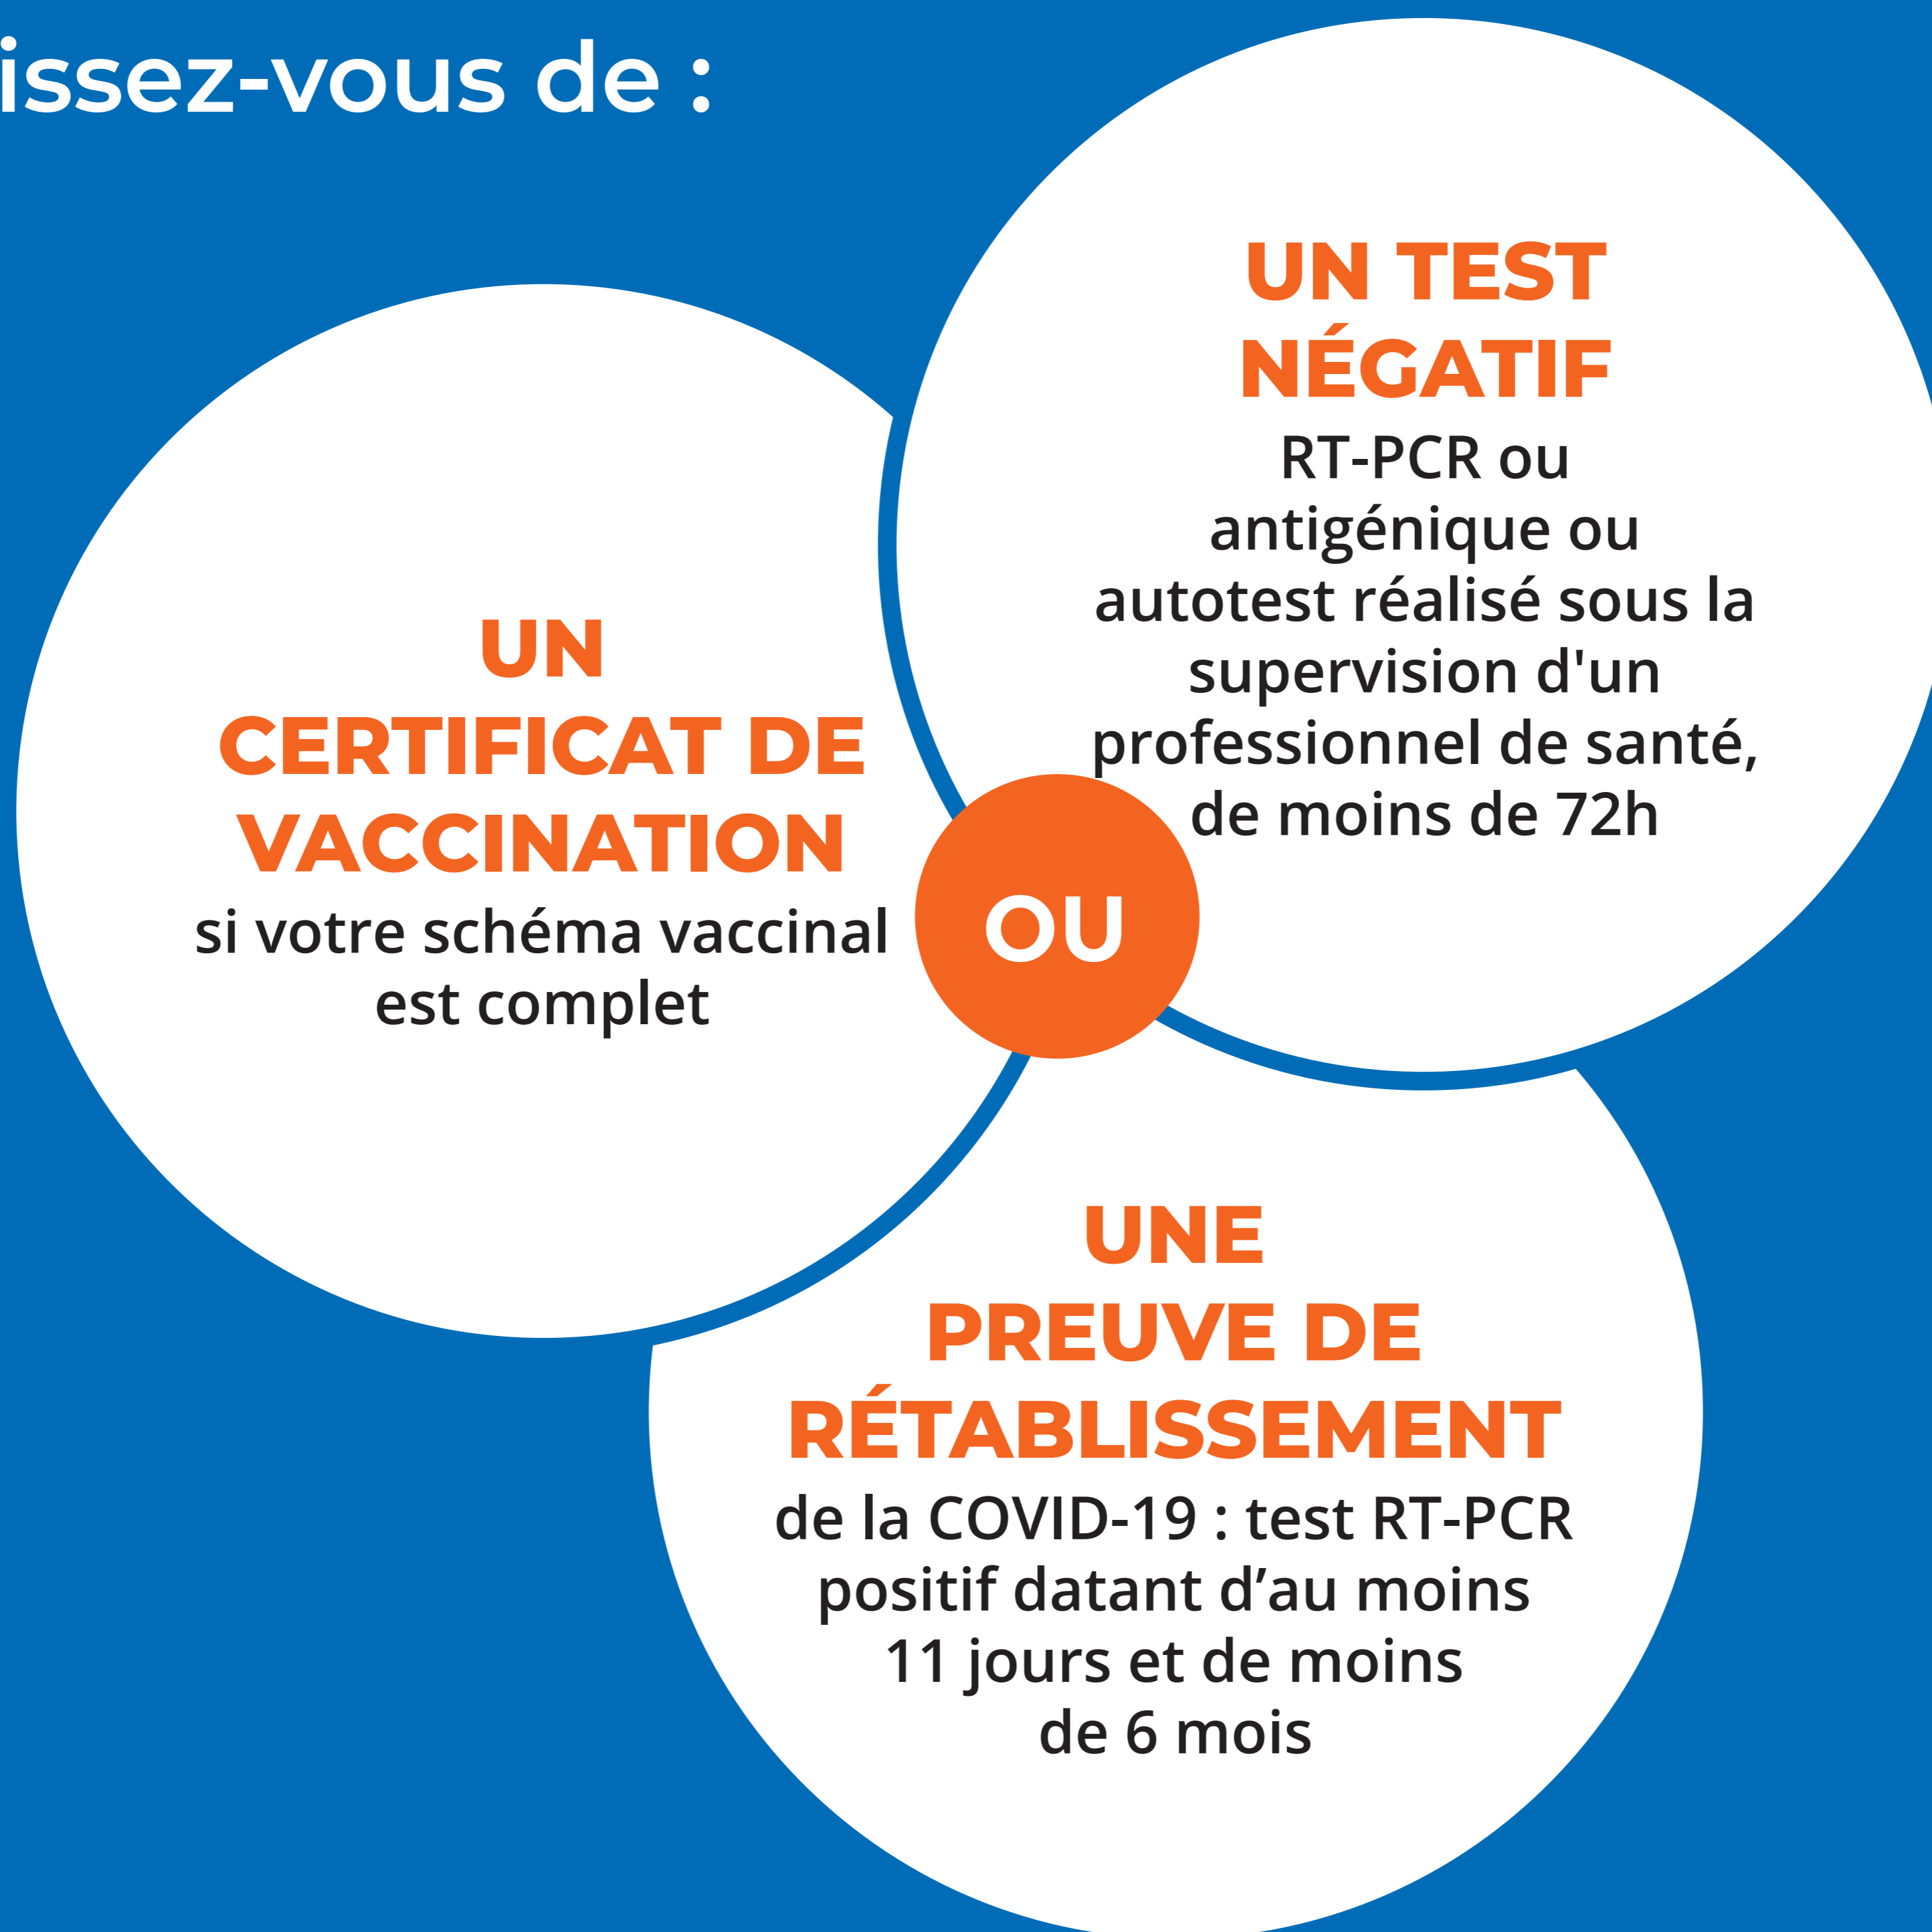 issez-vous de :
UN
CERTIFICAT DE
VACCINATION
si votre schéma vaccinal
est complet
UN TEST
NÉGATIF
RT-PCR ou
antigénique ou
autotest réalisé sous la
supervision d'un
professionnel de santé,
de moins de 72h
OU
UNE
PREUVE DE
RÉTABLISSEMENT
de la COVID-19 : test RT-PCR
positif datant d’au moins
11 jours et de moins
de 6 mois